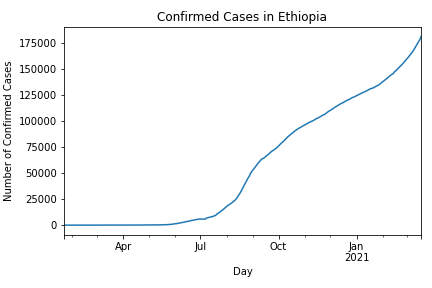 Confirmed Cases in Ethiopia
Number of Confirmed Cases
175000
150000
125000
100000
75000
50000
25000
0
Apr
Jul
Oct
Jan
2021
Day